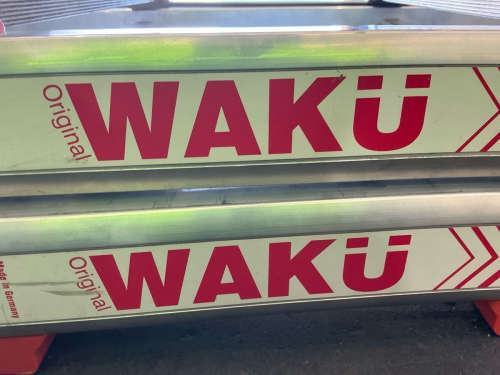 Original
WAKÜ
Made in Germany
Original
WAKÜ